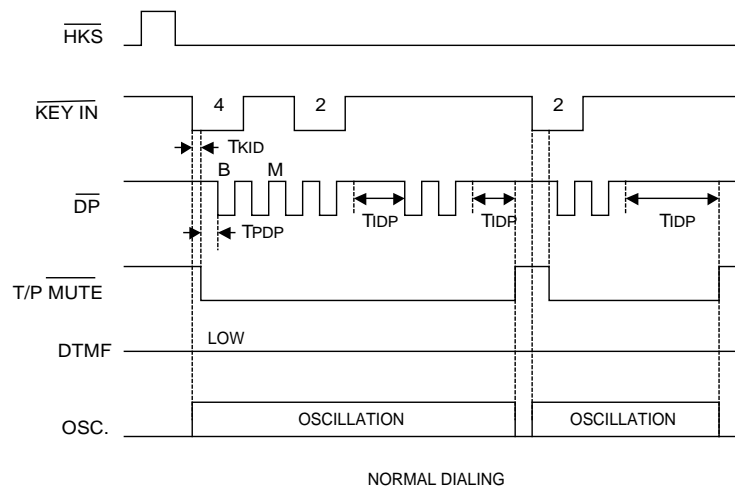 HKS
KEY IN
4
2
2
TKID
B
M
DP
TPDP
TIDP
TIDP
TIDP
T/P MUTE
LOW
DTMF
OSC.
OSCILLATION
OSCILLATION
NORMAL DIALING